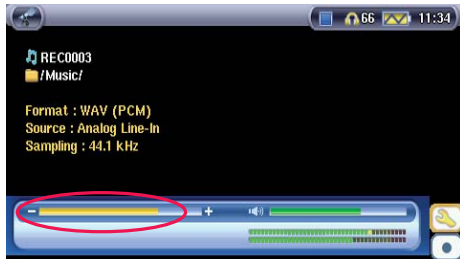 66 11:34
REC0003
/Music/
Format : WAV (PCM)
Source : Analog Line-In
Sampling : 44.1 kHz
- +